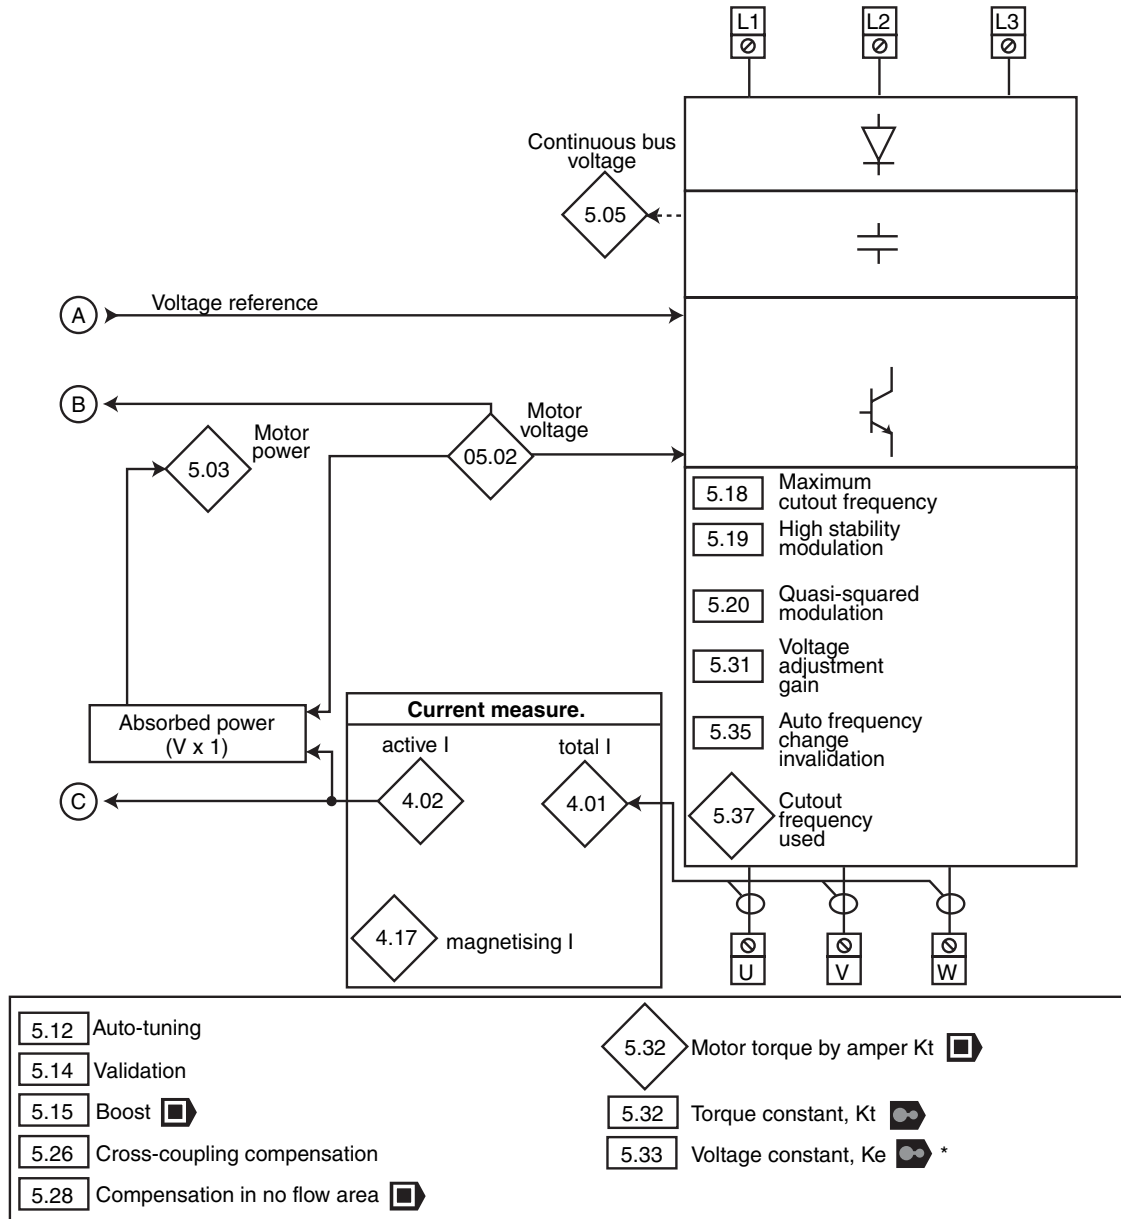 L1
L2
L3
Continuous bus
voltage
5.05
A
Voltage reference
B
Motor
power
5.03
Motor
voltage
05.02
5.18
Maximum
cutout frequency
5.19
High stability
modulation
5.20
Quasi-squared
modulation
5.31
Voltage
adjustment
gain
5.35
Auto frequency
change
invalidation
5.37
Cutout
frequency
used
Absorbed power
(V x 1)
Current measure.
active I
total I
C
4.02
4.01
4.17
magnetising I
U
V
W
5.12 Auto-tuning
5.14 Validation
5.15 Boost
5.26 Cross-coupling compensation
5.28 Compensation in no flow area
5.32 Motor torque by amper Kt
5.32 Torque constant, Kt
5.33 Voltage constant, Ke *